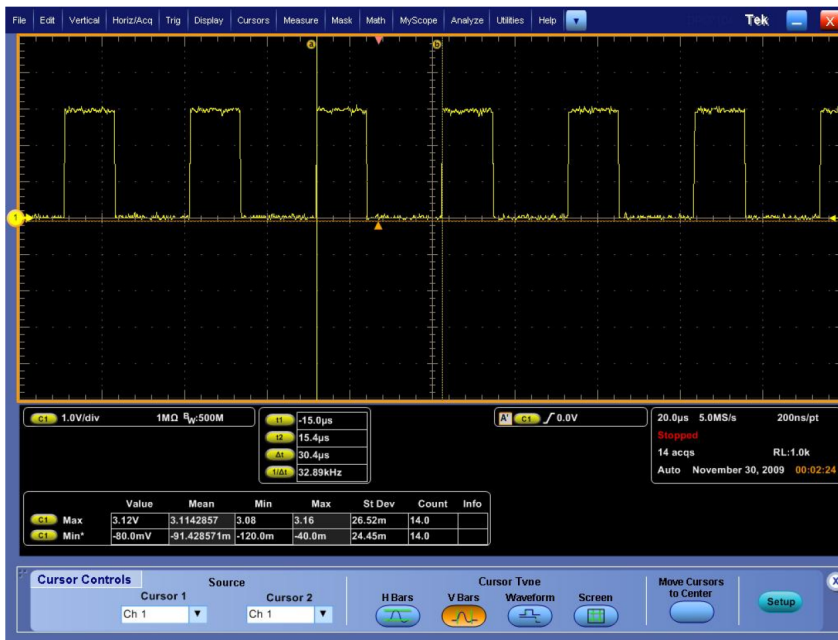 File Edit Vertical Horiz/Acq Trig Display Cursors Measure Mask Math MyScope Analyze Utilities Help Tek X
a b
1
C1 1.0V/div 1MΩ BW:500M
t1 -15.0µs
t2 15.4µs
Δt 30.4µs
1/Δt 32.89kHz
A' C1 0.0V
20.0µs 5.0MS/s 200ns/pt
Stopped
14 acqs RL:1.0k
Auto November 30, 2009 00:02:24
Value Mean Min Max St Dev Count Info
C1 Max 3.12V 3.1142857 3.08 3.16 26.52m 14.0
C1 Min* -80.0mV -91.428571m -120.0m -40.0m 24.45m 14.0
Cursor Controls Source Cursor Type Move Cursors to Center X
Cursor 1 Cursor 2 H Bars V Bars Waveform Screen Setup
Ch 1 Ch 1